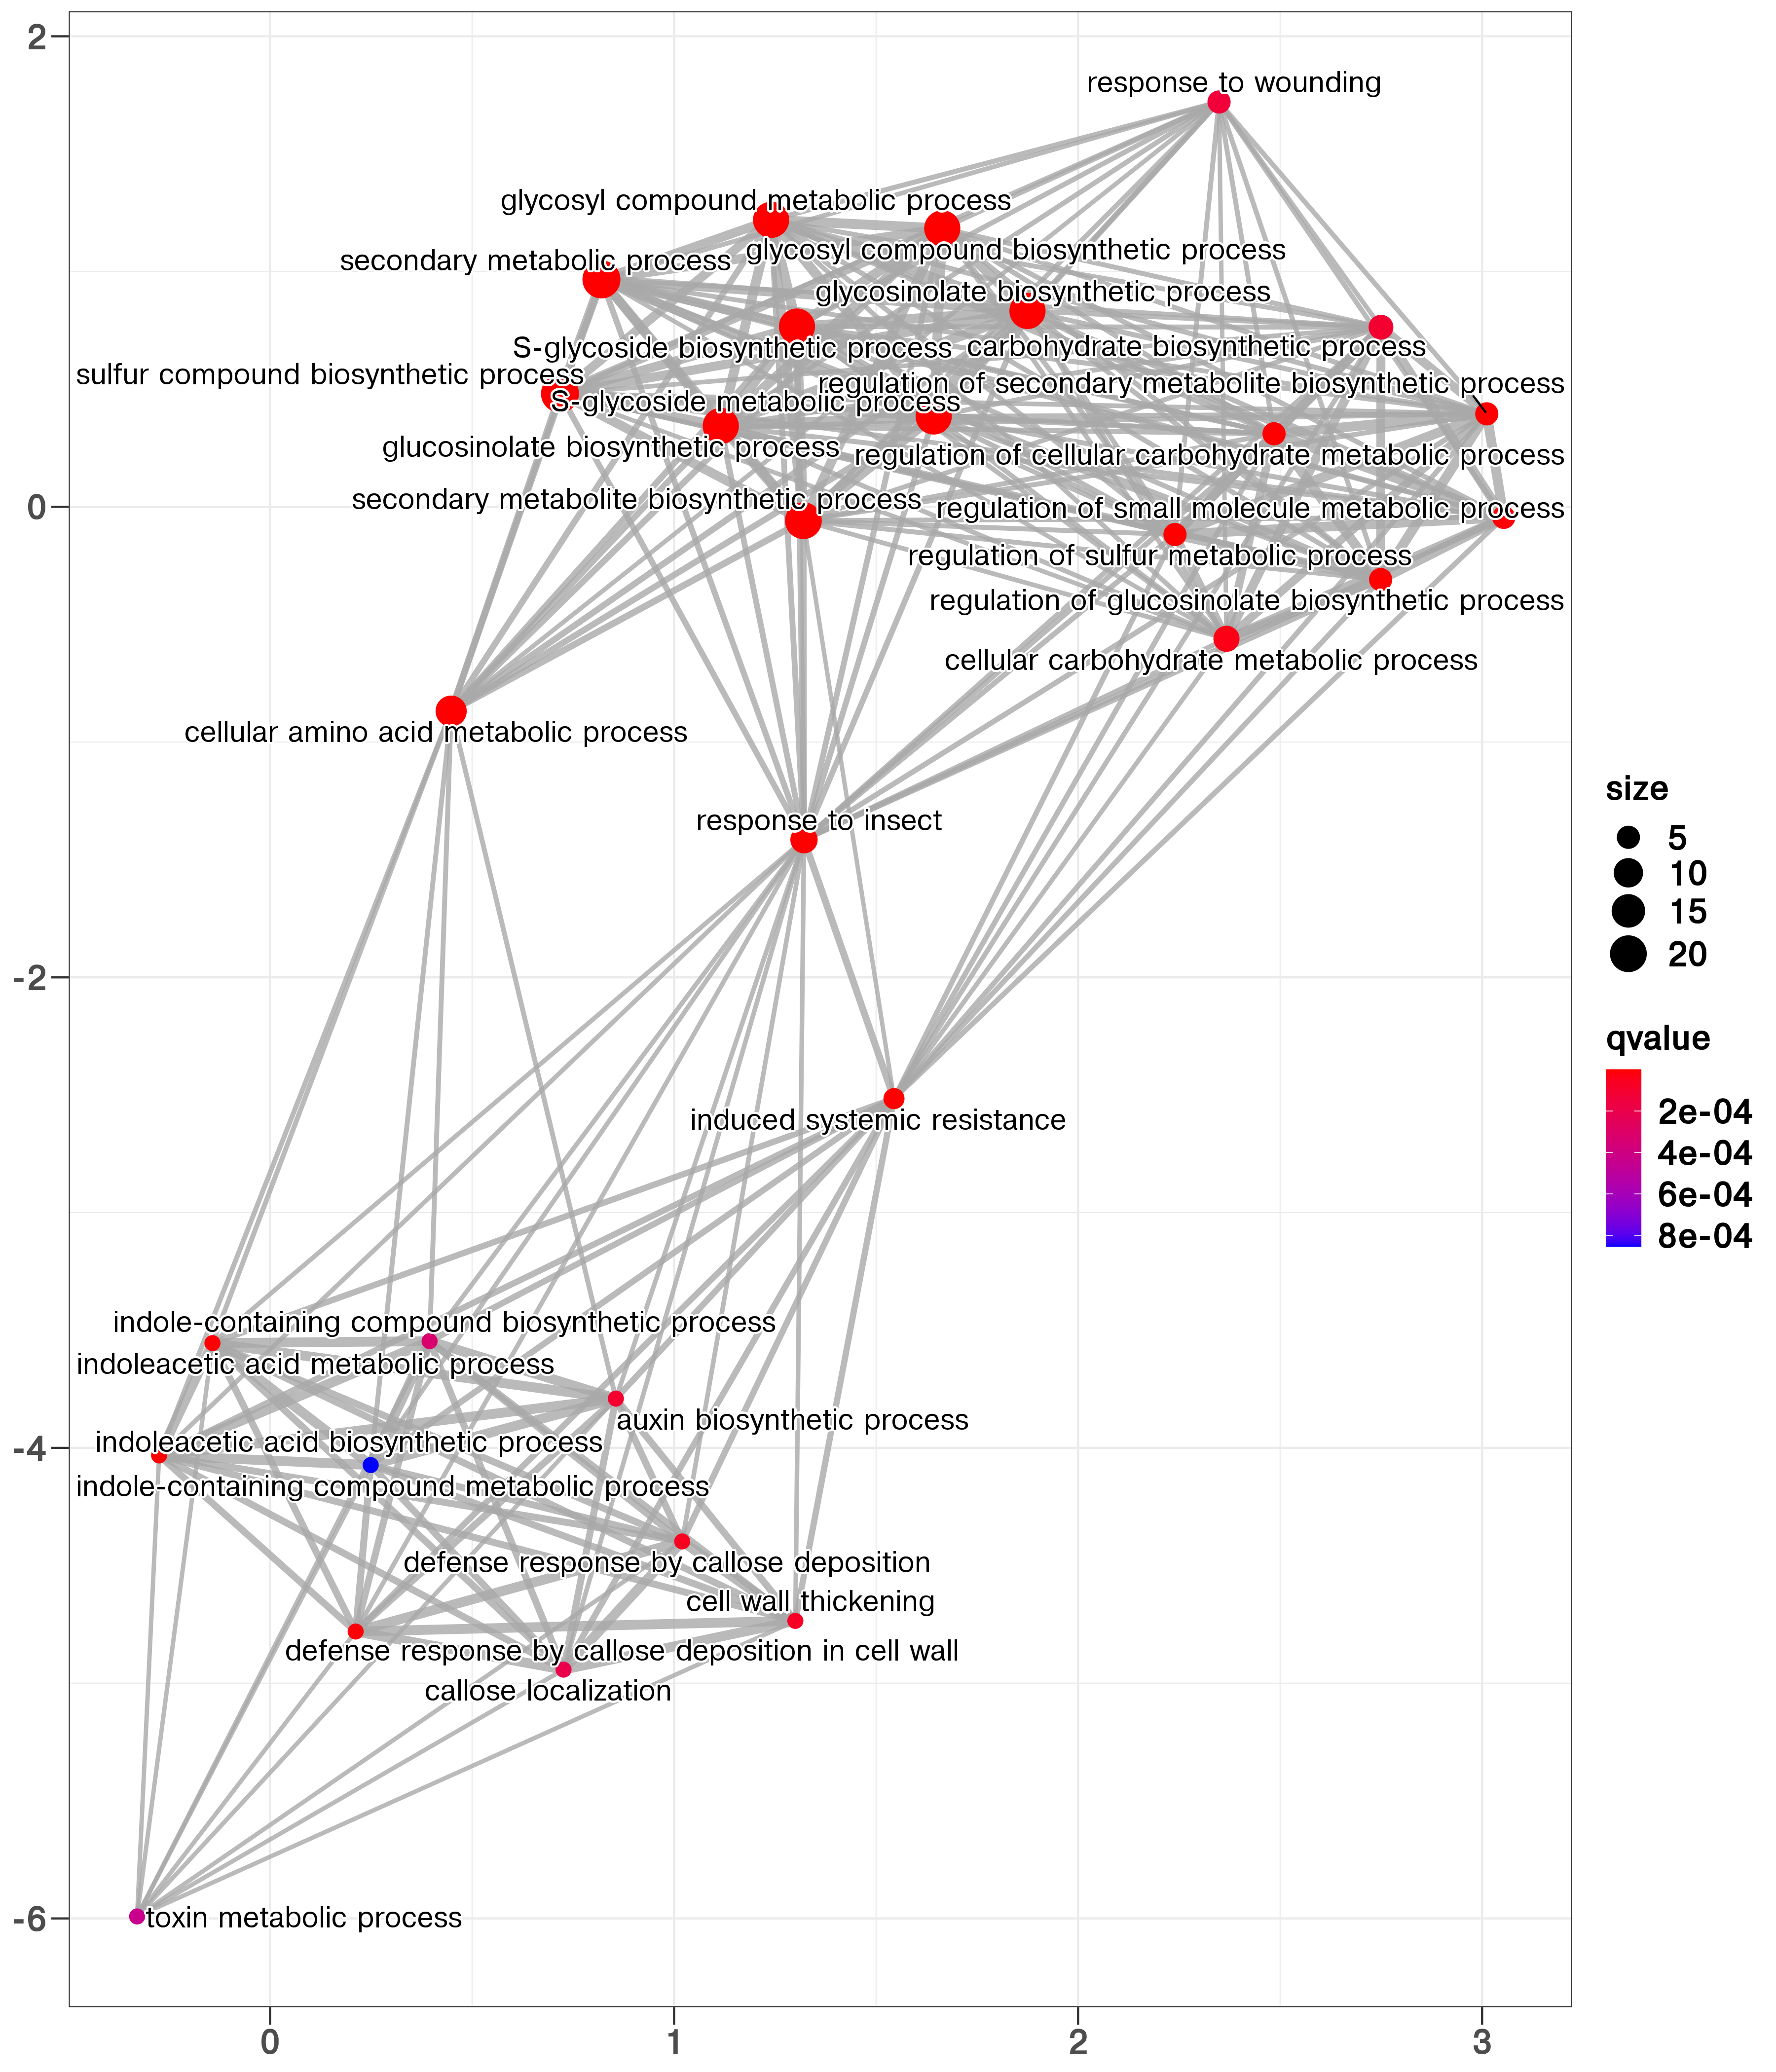 2
response to wounding
glycosyl compound metabolic process
glycosyl compound biosynthetic process
secondary metabolic process
glycosinolate biosynthetic process
S-glycoside biosynthetic process
carbohydrate biosynthetic process
sulfur compound biosynthetic process
regulation of secondary metabolite biosynthetic process
S-glycoside metabolic process
glucosinolate biosynthetic process
regulation of cellular carbohydrate metabolic process
secondary metabolite biosynthetic process
0
regulation of small molecule metabolic process
regulation of sulfur metabolic process
regulation of glucosinolate biosynthetic process
cellular carbohydrate metabolic process
cellular amino acid metabolic process
response to insect
-2
induced systemic resistance
indole-containing compound biosynthetic process
indoleacetic acid metabolic process
auxin biosynthetic process
-4
indoleacetic acid biosynthetic process
indole-containing compound metabolic process
defense response by callose deposition
cell wall thickening
defense response by callose deposition in cell wall
callose localization
-6
toxin metabolic process
0
1
2
3
size
5
10
15
20
qvalue
2e-04
4e-04
6e-04
8e-04